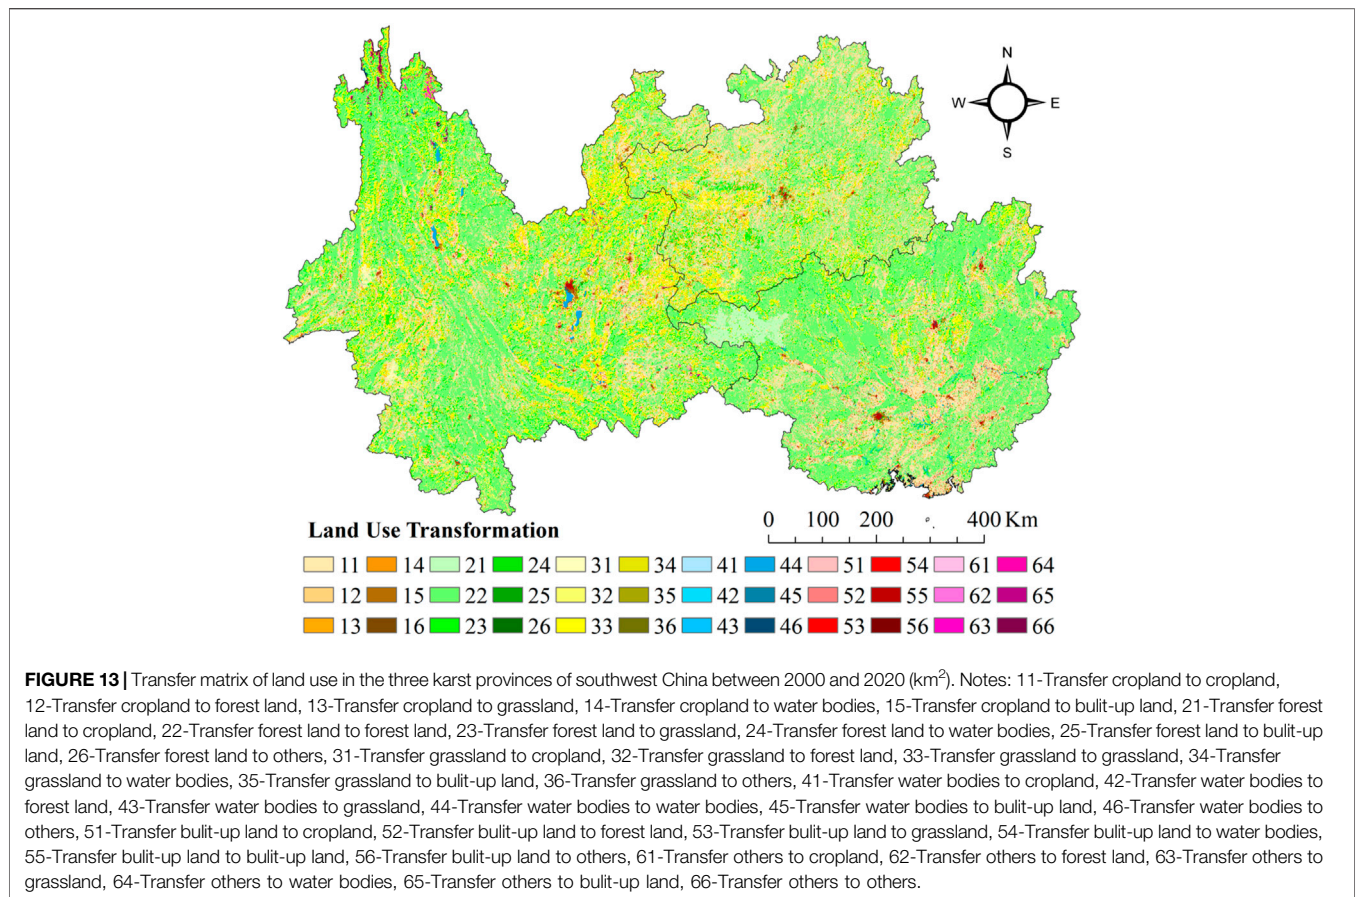 N
W E
S
Land Use Transformation
0 100 200 400 Km
11 14 21 24 31 34 41 44 51 54 61 64
12 15 22 25 32 35 42 45 52 55 62 65
13 16 23 26 33 36 43 46 53 56 63 66
FIGURE 13 | Transfer matrix of land use in the three karst provinces of southwest China between 2000 and 2020 (km²). Notes: 11-Transfer cropland to cropland,
12-Transfer cropland to forest land, 13-Transfer cropland to grassland, 14-Transfer cropland to water bodies, 15-Transfer cropland to bulit-up land, 21-Transfer forest
land to cropland, 22-Transfer forest land to forest land, 23-Transfer forest land to grassland, 24-Transfer forest land to water bodies, 25-Transfer forest land to bulit-up
land, 26-Transfer forest land to others, 31-Transfer grassland to cropland, 32-Transfer grassland to forest land, 33-Transfer grassland to grassland, 34-Transfer
grassland to water bodies, 35-Transfer grassland to bulit-up land, 36-Transfer grassland to others, 41-Transfer water bodies to cropland, 42-Transfer water bodies to
forest land, 43-Transfer water bodies to grassland, 44-Transfer water bodies to water bodies, 45-Transfer water bodies to bulit-up land, 46-Transfer water bodies to
others, 51-Transfer bulit-up land to cropland, 52-Transfer bulit-up land to forest land, 53-Transfer bulit-up land to grassland, 54-Transfer bulit-up land to water bodies,
55-Transfer bulit-up land to bulit-up land, 56-Transfer bulit-up land to others, 61-Transfer others to cropland, 62-Transfer others to forest land, 63-Transfer others to
grassland, 64-Transfer others to water bodies, 65-Transfer others to bulit-up land, 66-Transfer others to others.